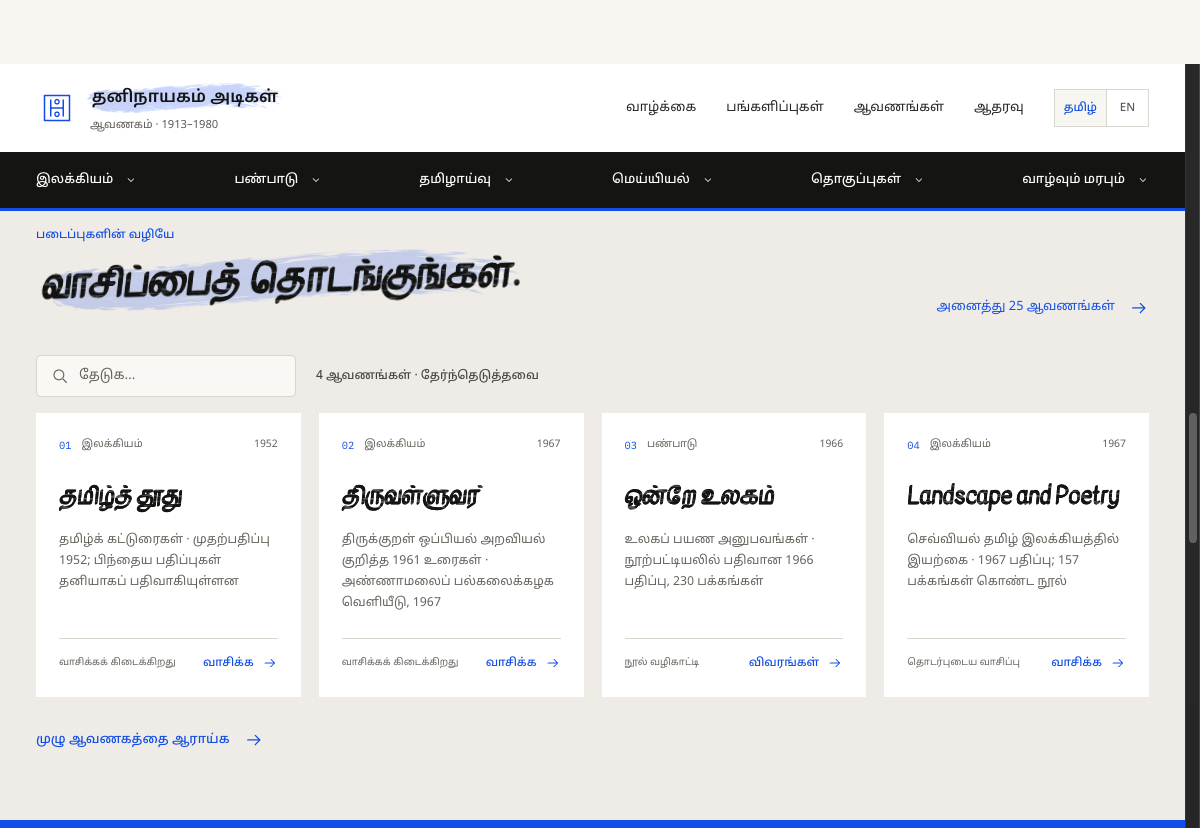 தனிநாயகம் அடிகள்
ஆவணகம் · 1913–1980
வாழ்க்கை பங்களிப்புகள் ஆவணங்கள் ஆதரவு தமிழ் EN
இலக்கியம் பண்பாடு தமிழாய்வு மெய்யியல் தொகுப்புகள் வாழ்வும் மரபும்
படைப்புகளின் வழியே
வாசிப்பைத் தொடங்குங்கள்.
அனைத்து 25 ஆவணங்கள் →
தேடுக...
4 ஆவணங்கள் · தேர்ந்தெடுத்தவை
01 இலக்கியம் 1952
தமிழ்த் தூது
தமிழ்க் கட்டுரைகள் · முதற்பதிப்பு
1952; பிந்தைய பதிப்புகள்
தனியாகப் பதிவாகியுள்ளன
வாசிக்கக் கிடைக்கிறது வாசிக்க →
02 இலக்கியம் 1967
திருவள்ளுவர்
திருக்குறள் ஒப்பியல் அறவியல்
குறித்த 1961 உரைகள் ·
அண்ணாமலைப் பல்கலைக்கழக
வெளியீடு, 1967
வாசிக்கக் கிடைக்கிறது வாசிக்க →
03 பண்பாடு 1966
ஒன்றே உலகம்
உலகப் பயண அனுபவங்கள் ·
நூற்பட்டியலில் பதிவான 1966
பதிப்பு, 230 பக்கங்கள்
நூல் வழிகாட்டி விவரங்கள் →
04 இலக்கியம் 1967
Landscape and Poetry
செவ்வியல் தமிழ் இலக்கியத்தில்
இயற்கை · 1967 பதிப்பு; 157
பக்கங்கள் கொண்ட நூல்
தொடர்புடைய வாசிப்பு வாசிக்க →
முழு ஆவணகத்தை ஆராய்க →